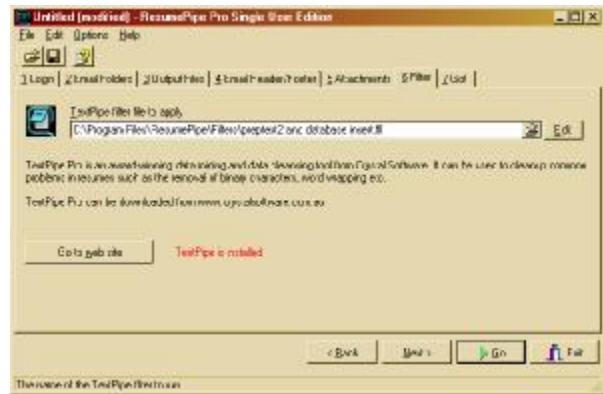 Untitled (modified) - ResumePipe Pro Single User Edition
File Edit Options Help
1 Login 2 Email Folders 3 Output Files 4 Email Header/Footer 5 Attachments 6 Filter 7 Go!
TextPipe filter file to apply
C:\Program Files\ResumePipe\Filters\preptext2 and database insert.fll
Edit
TextPipe Pro is an award-winning data mining and data cleansing tool from Crystal Software. It can be used to cleanup common
problems in resumes such as the removal of binary characters, word wrapping etc.
TextPipe Pro can be downloaded from www.crystalsoftware.com.au
Go to web site
TextPipe is installed
< Back Next > Go Exit
The name of the TextPipe filter to run